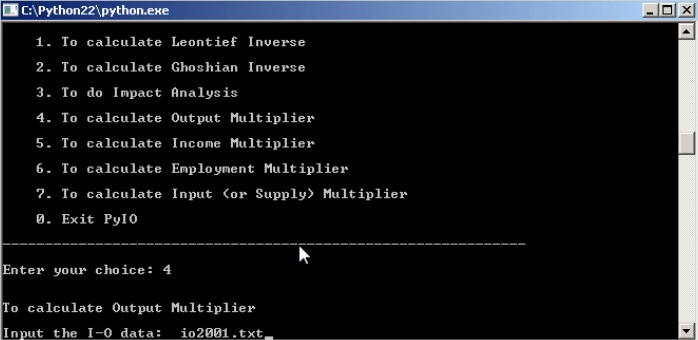 C:\Python22\python.exe
1. To calculate Leontief Inverse
2. To calculate Ghoshian Inverse
3. To do Impact Analysis
4. To calculate Output Multiplier
5. To calculate Income Multiplier
6. To calculate Employment Multiplier
7. To calculate Input (or Supply) Multiplier
0. Exit PyIO
Enter your choice: 4
To calculate Output Multiplier
Input the I-O data:  io2001.txt_